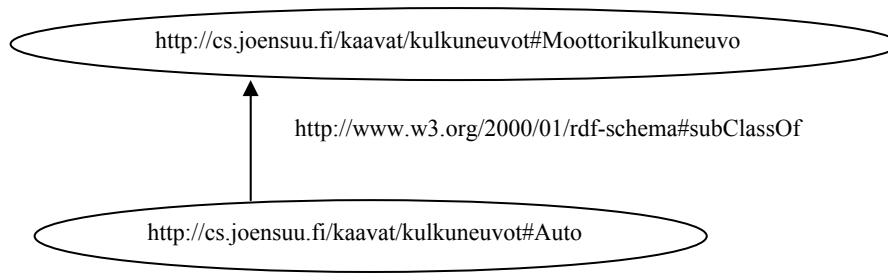 http://cs.joensuu.fi/kaavat/kulkuneuvot#Moottorikulkuneuvo
http://www.w3.org/2000/01/rdf-schema#subClassOf
http://cs.joensuu.fi/kaavat/kulkuneuvot#Auto